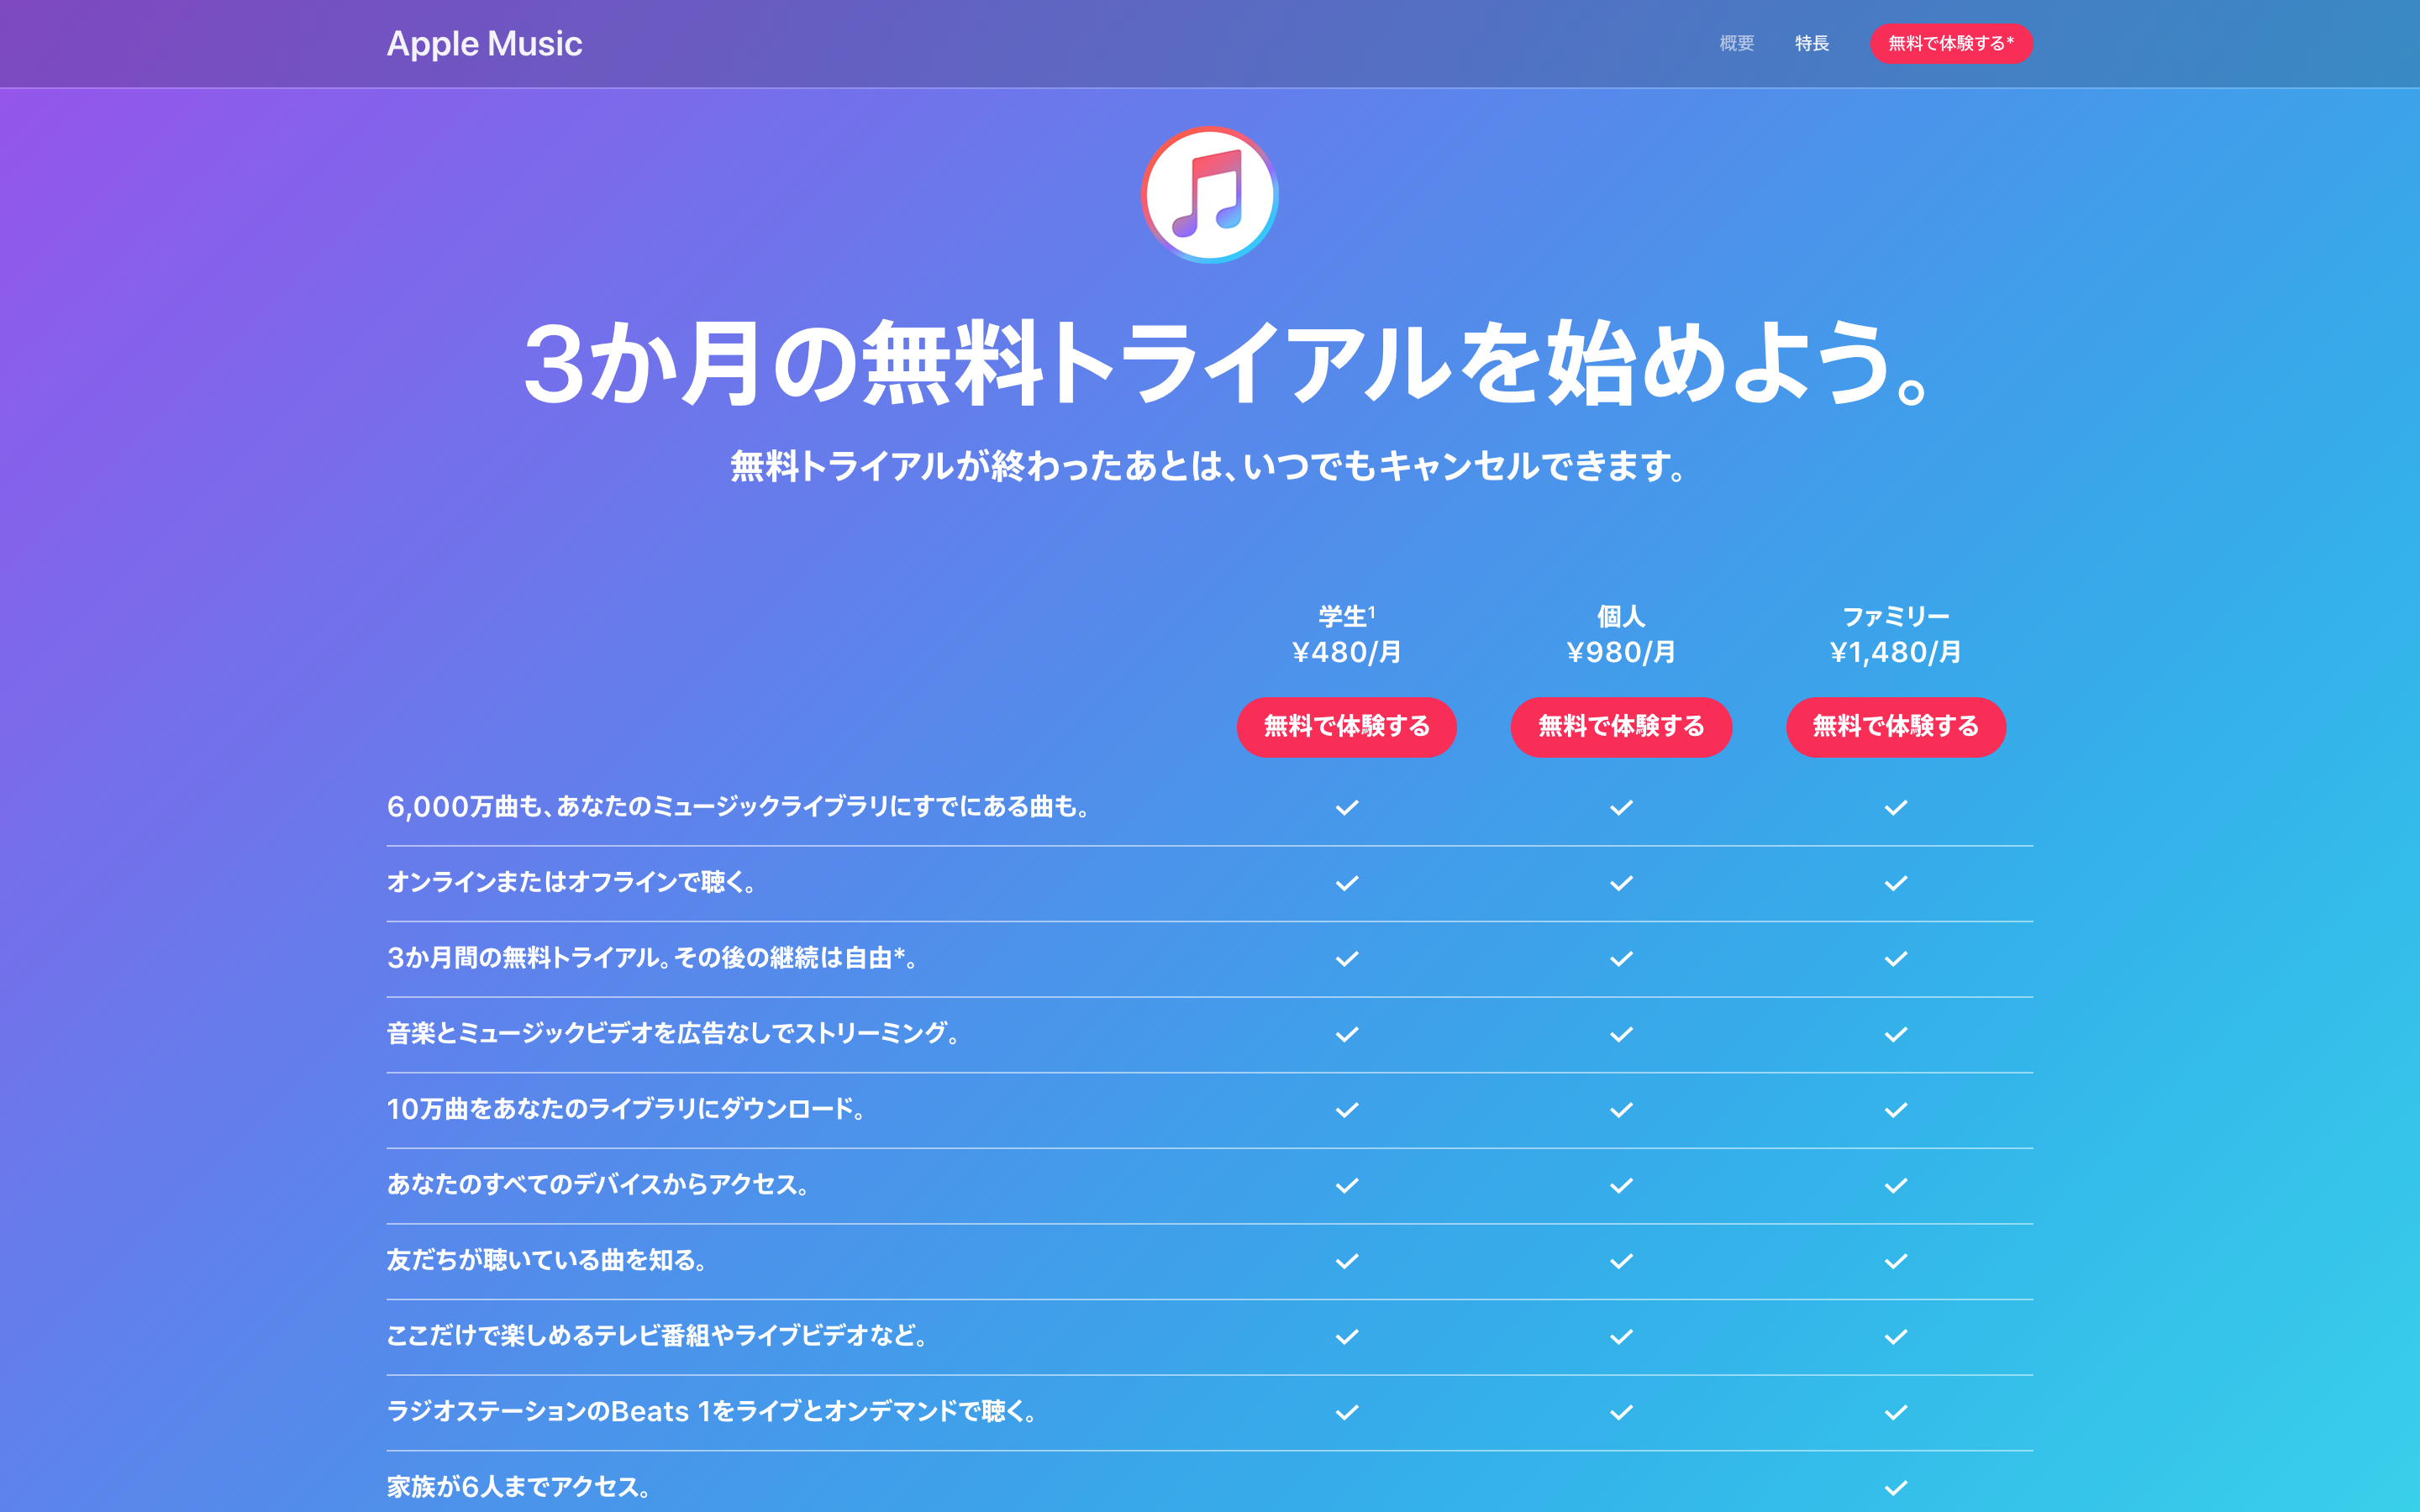 Apple Music
概要 特長 無料で体験する*
3か月の無料トライアルを始めよう。
無料トライアルが終わったあとは、いつでもキャンセルできます。
学生1 個人 ファミリー
¥480/月 ¥980/月 ¥1,480/月
無料で体験する 無料で体験する 無料で体験する
6,000万曲も、あなたのミュージックライブラリにすでにある曲も。
オンラインまたはオフラインで聴く。
3か月間の無料トライアル。その後の継続は自由*。
音楽とミュージックビデオを広告なしでストリーミング。
10万曲をあなたのライブラリにダウンロード。
あなたのすべてのデバイスからアクセス。
友だちが聴いている曲を知る。
ここだけで楽しめるテレビ番組やライブビデオなど。
ラジオステーションのBeats 1をライブとオンデマンドで聴く。
家族が6人までアクセス。